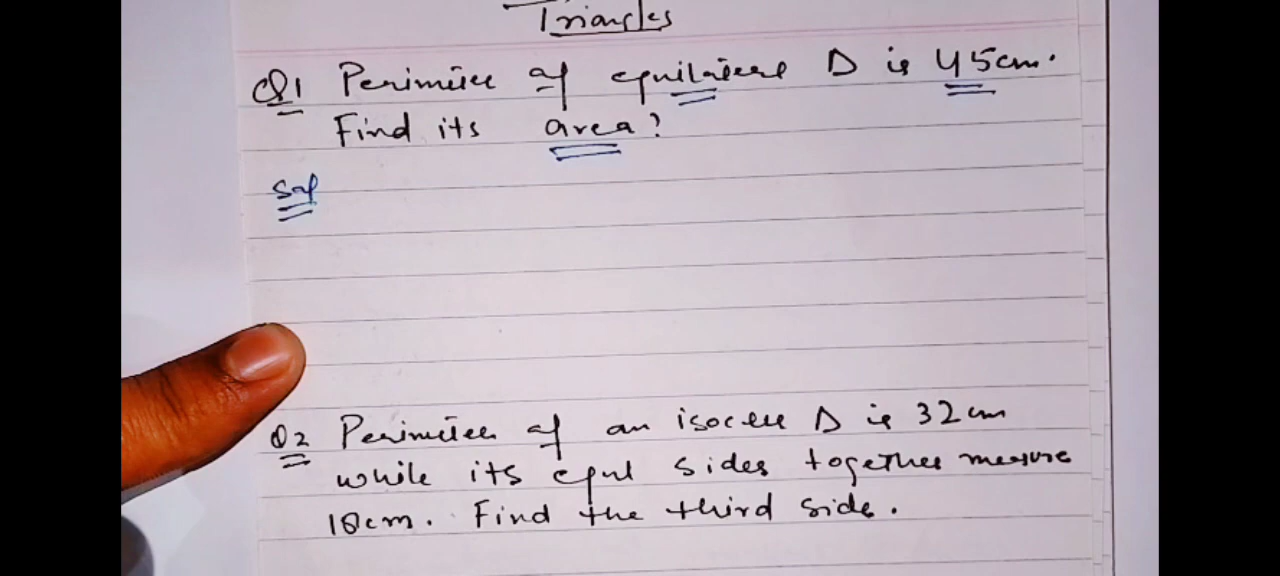 Triangles
Q1 Perimeter of equilateral Δ is 45cm.
Find its area?
Sol
Q2 Perimeter of an isoceles Δ is 32cm
while its equl sides together measure
18cm. Find the third side.